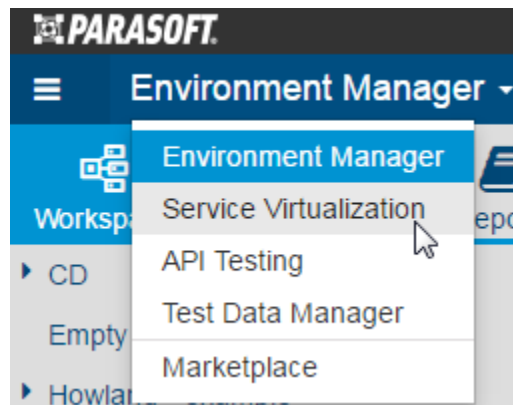 PARASOFT.
Environment Manager
Environment Manager
Service Virtualization
API Testing
Test Data Manager
Marketplace
CD
Empty